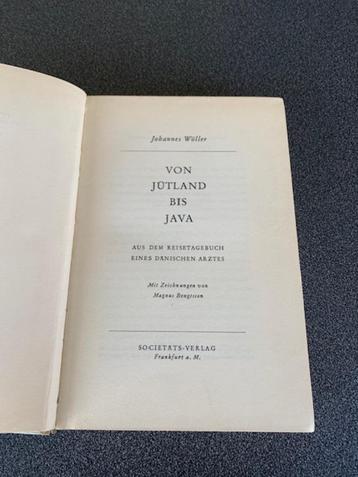 Johannes Wöller
VON
JÜTLAND
BIS
JAVA
AUS DEM REISETAGEBUCH
EINES DÄNISCHEN ARZTES
Mit Zeichnungen von
Magnus Bengtsson
SOCIETÄTS-VERLAG
Frankfurt a. M.